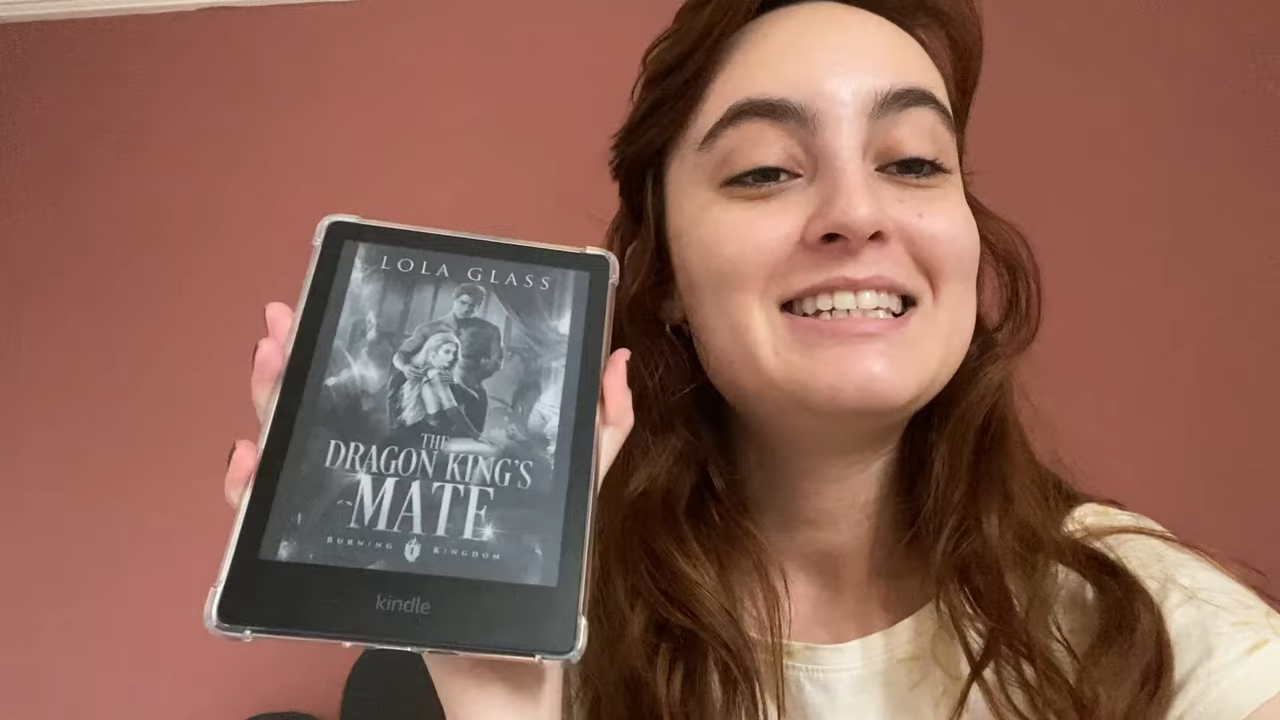 LOLA GLASS
THE
DRAGON KING'S
MATE
BURNING KINGDOM
kindle